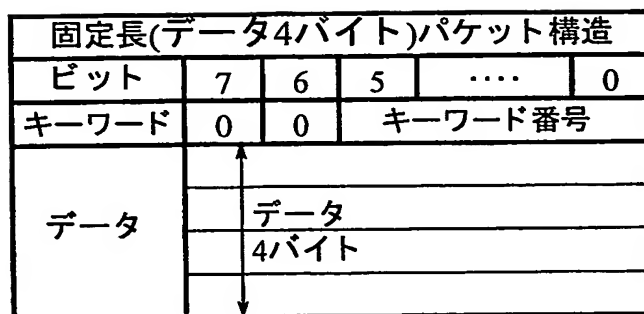 固定長(データ4バイト)パケット構造
ビット 7 6 5 ···· 0
キーワード 0 0 キーワード番号
データ データ
4バイト